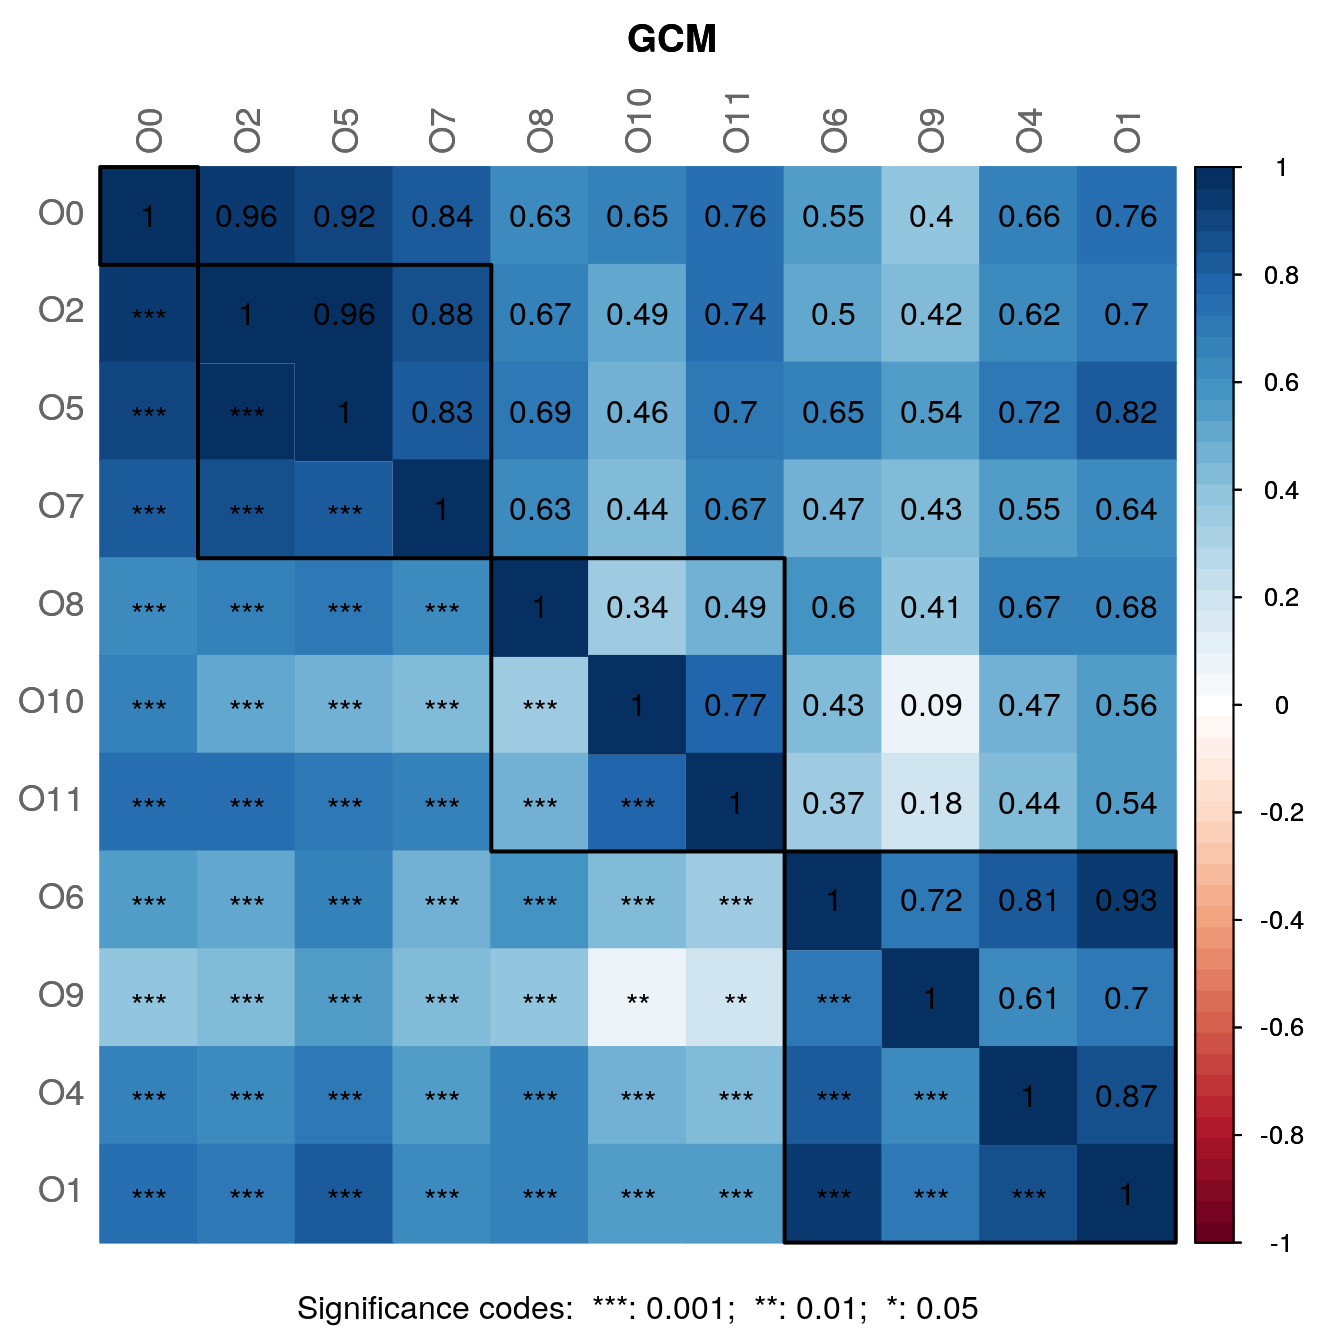 GCM
O0 O2 O5 O7 O8 O10 O11 O6 O9 O4 O1
O0 1 0.96 0.92 0.84 0.63 0.65 0.76 0.55 0.4 0.66 0.76 1
O2 *** 1 0.96 0.88 0.67 0.49 0.74 0.5 0.42 0.62 0.7 0.8
O5 *** *** 1 0.83 0.69 0.46 0.7 0.65 0.54 0.72 0.82 0.6
O7 *** *** *** 1 0.63 0.44 0.67 0.47 0.43 0.55 0.64 0.4
O8 *** *** *** *** 1 0.34 0.49 0.6 0.41 0.67 0.68 0.2
O10 *** *** *** *** *** 1 0.77 0.43 0.09 0.47 0.56 0
O11 *** *** *** *** *** *** 1 0.37 0.18 0.44 0.54 -0.2
O6 *** *** *** *** *** *** *** 1 0.72 0.81 0.93 -0.4
O9 *** *** *** *** *** ** ** *** 1 0.61 0.7 -0.6
O4 *** *** *** *** *** *** *** *** *** 1 0.87 -0.8
O1 *** *** *** *** *** *** *** *** *** *** 1 -1
Significance codes: ***: 0.001; **: 0.01; *: 0.05